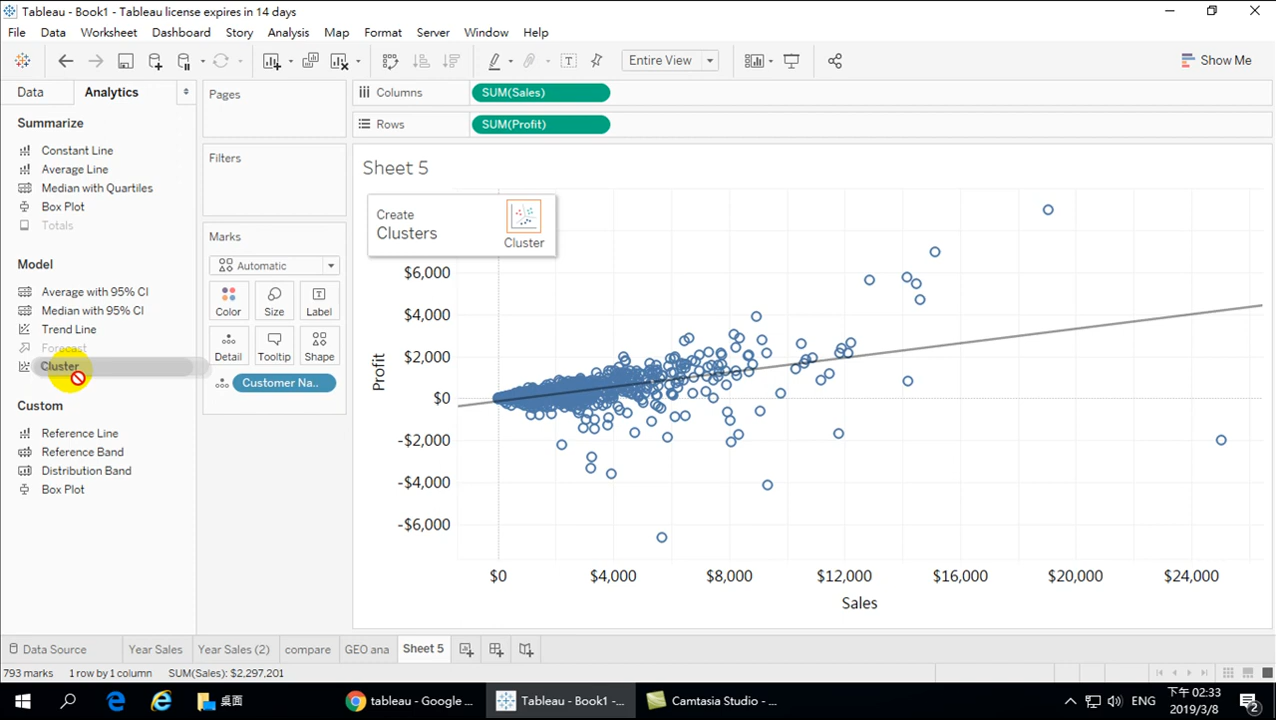 Tableau - Book1 - Tableau license expires in 14 days
File Data Worksheet Dashboard Story Analysis Map Format Server Window Help
Entire View
Show Me
Data Analytics
Summarize
Constant Line
Average Line
Median with Quartiles
Box Plot
Totals
Model
Average with 95% CI
Median with 95% CI
Trend Line
Forecast
Cluster
Custom
Reference Line
Reference Band
Distribution Band
Box Plot
Pages
Filters
Marks
Automatic
Color Size Label
Detail Tooltip Shape
Customer Na..
Columns SUM(Sales)
Rows SUM(Profit)
Sheet 5
Create
Clusters
Cluster
$6,000
$4,000
$2,000
$0
-$2,000
-$4,000
-$6,000
Profit
$0 $4,000 $8,000 $12,000 $16,000 $20,000 $24,000
Sales
Data Source Year Sales Year Sales (2) compare GEO ana Sheet 5
793 marks 1 row by 1 column SUM(Sales): $2,297,201
桌面 tableau - Google ... Tableau - Book1 -... Camtasia Studio - ...
ENG
下午 02:33
2019/3/8
2